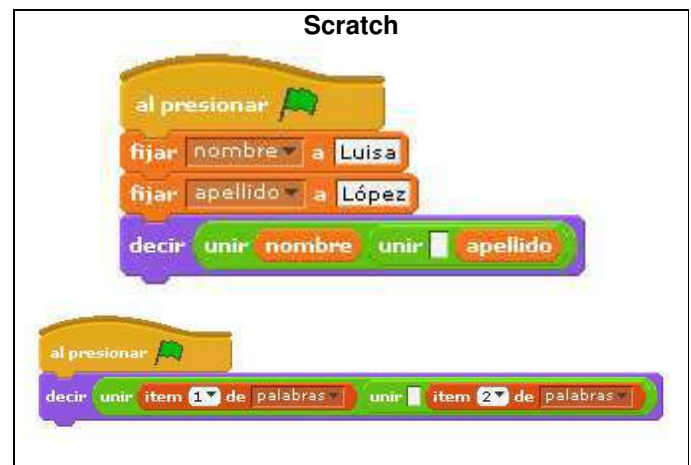 Scratch
al presionar
fijar nombre a Luisa
fijar apellido a López
decir unir nombre unir apellido
al presionar
decir unir item 1 de palabras unir item 2 de palabras